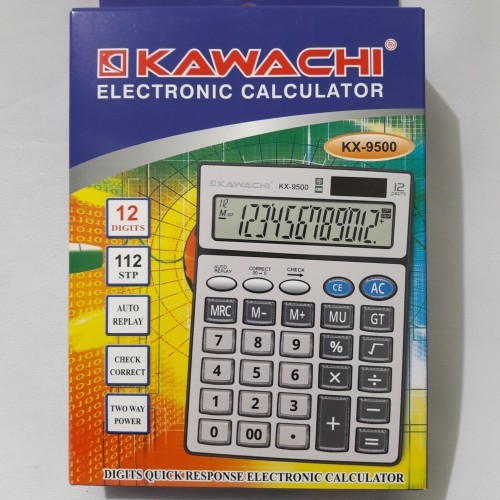 KAWACHI®
ELECTRONIC CALCULATOR
KX-9500
12
DIGITS
112
STP
AUTO
REPLAY
CHECK
CORRECT
TWO WAY
POWER
KAWACHI KX-9500
12
DIGITS
12
M
123456789012.
AUTO REPLAY
CORRECT
CHECK
CE
AC
MRC M- M+ MU GT
7 8 9 % √
4 5 6 × ÷
1 2 3 + −
0 00 . =
DIGITS QUICK RESPONSE ELECTRONIC CALCULATOR